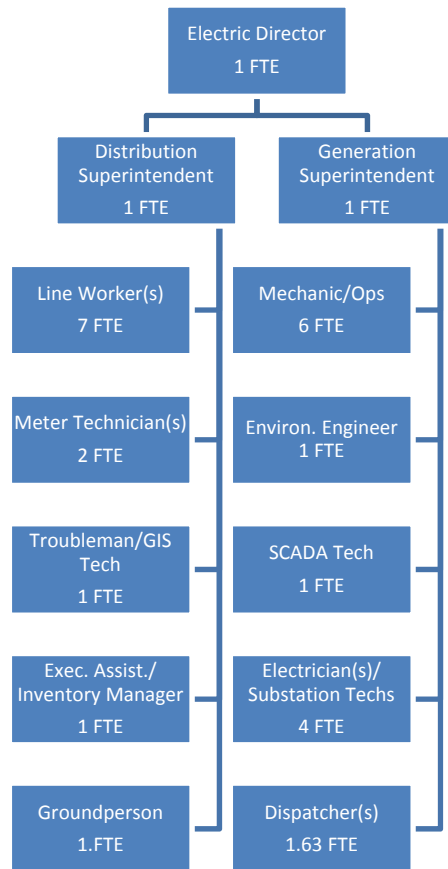 Electric Director
1 FTE
Distribution
Superintendent
1 FTE
Generation
Superintendent
1 FTE
Line Worker(s)
7 FTE
Mechanic/Ops
6 FTE
Meter Technician(s)
2 FTE
Environ. Engineer
1 FTE
Troubleman/GIS
Tech
1 FTE
SCADA Tech
1 FTE
Exec. Assist./
Inventory Manager
1 FTE
Electrician(s)/
Substation Techs
4 FTE
Groundperson
1.FTE
Dispatcher(s)
1.63 FTE